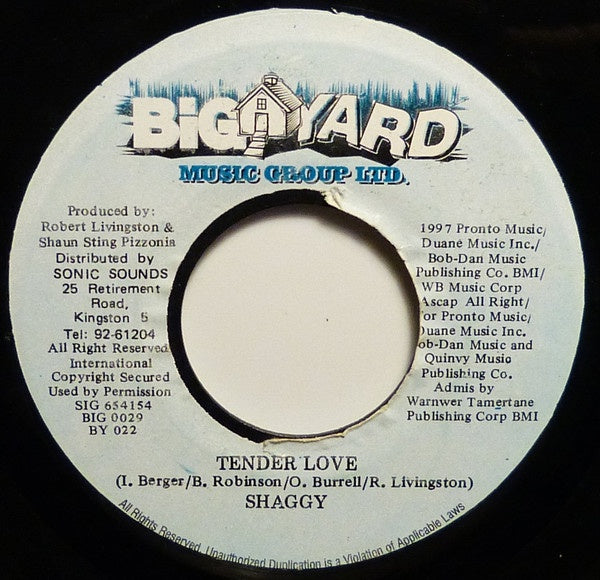 BiG YARD
MUSIC GROUP LTD.
Produced by:
Robert Livingston &
Shaun Sting Pizzonia
Distributed by
SONIC SOUNDS
25 Retirement
Road,
Kingston 5
Tel: 92-61204
All Right Reserved
International
Copyright Secured
Used by Permission
SIG 654154
BIG 0029
BY 022
1997 Pronto Music/
Duane Music Inc./
Bob-Dan Music
Publishing Co. BMI/
WB Music Corp
Ascap All Right/
or Pronto Music/
Duane Music Inc.
ob-Dan Music and
Quinvy Music
Publishing Co.
Admis by
Warnwer Tamertane
Publishing Corp BMI
TENDER LOVE
(I. Berger/B. Robinson/O. Burrell/R. Livingston)
SHAGGY
All Rights Reserved. Unauthorized Duplication is a Violation of Applicable Laws